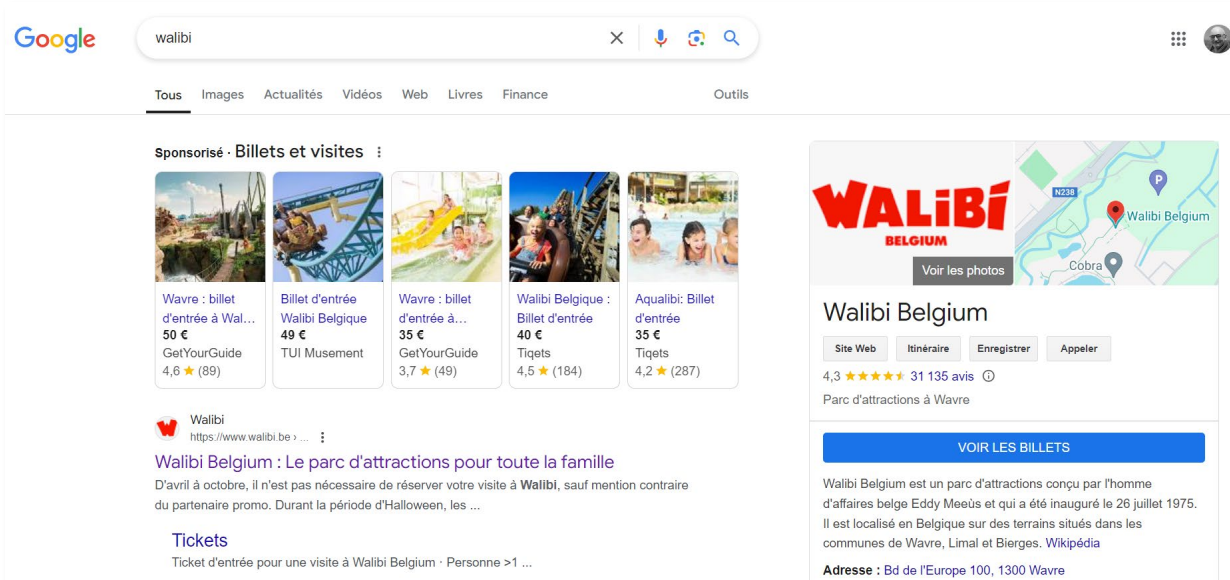 Google
walibi
Tous Images Actualités Vidéos Web Livres Finance Outils
Sponsorisé · Billets et visites
Wavre : billet
d'entrée à Wal...
50 €
GetYourGuide
4,6 ★ (89)
Billet d'entrée
Walibi Belgique
49 €
TUI Musement
Wavre : billet
d'entrée à...
35 €
GetYourGuide
3,7 ★ (49)
Walibi Belgique :
Billet d'entrée
40 €
Tiqets
4,5 ★ (184)
Aqualibi: Billet
d'entrée
35 €
Tiqets
4,2 ★ (287)
Walibi
https://www.walibi.be › ...
Walibi Belgium : Le parc d'attractions pour toute la famille
D'avril à octobre, il n'est pas nécessaire de réserver votre visite à Walibi, sauf mention contraire
du partenaire promo. Durant la période d'Halloween, les ...
Tickets
Ticket d'entrée pour une visite à Walibi Belgium · Personne >1 ...
WALiBi
BELGIUM
Voir les photos
N238
P
Walibi Belgium
Cobra
Walibi Belgium
Site Web Itinéraire Enregistrer Appeler
4,3 ★★★★★ 31 135 avis
Parc d'attractions à Wavre
VOIR LES BILLETS
Walibi Belgium est un parc d'attractions conçu par l'homme
d'affaires belge Eddy Meeùs et qui a été inauguré le 26 juillet 1975.
Il est localisé en Belgique sur des terrains situés dans les
communes de Wavre, Limal et Bierges. Wikipédia
Adresse : Bd de l'Europe 100, 1300 Wavre